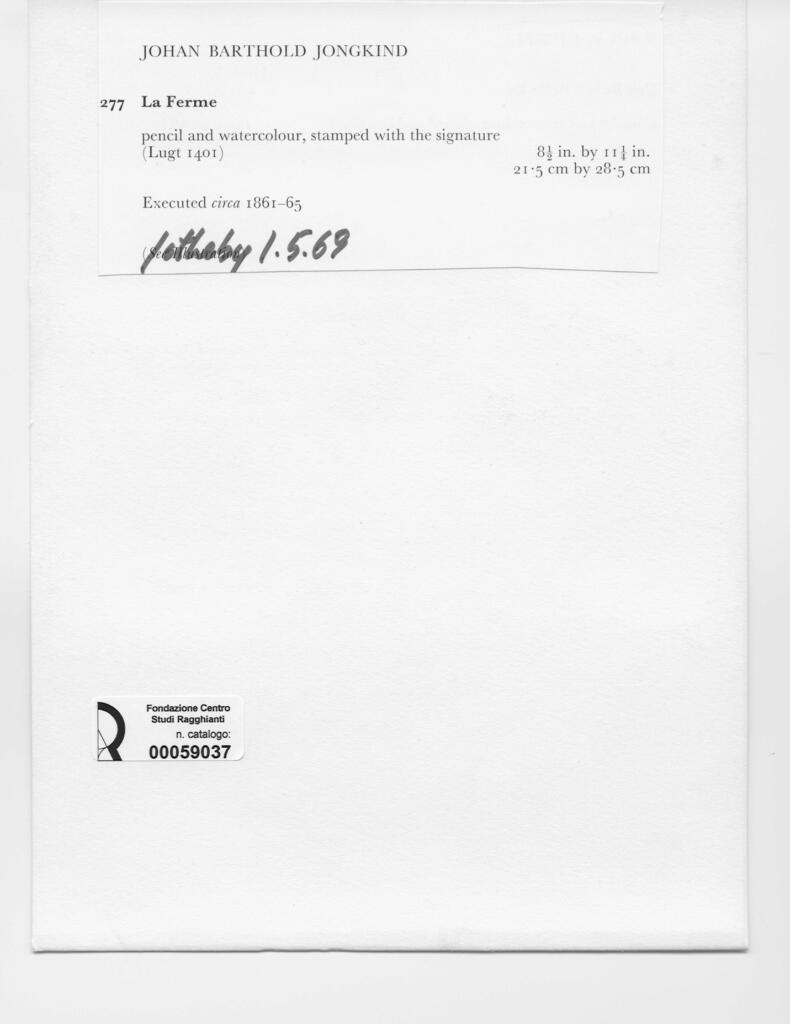 JOHAN BARTHOLD JONGKIND
277 La Ferme
pencil and watercolour, stamped with the signature
(Lugt 1401) 8½ in. by 11¼ in.
21·5 cm by 28·5 cm
Executed circa 1861–65
(See Illustration)
Sotheby 1.5.69
Fondazione Centro
Studi Ragghianti
n. catalogo:
00059037